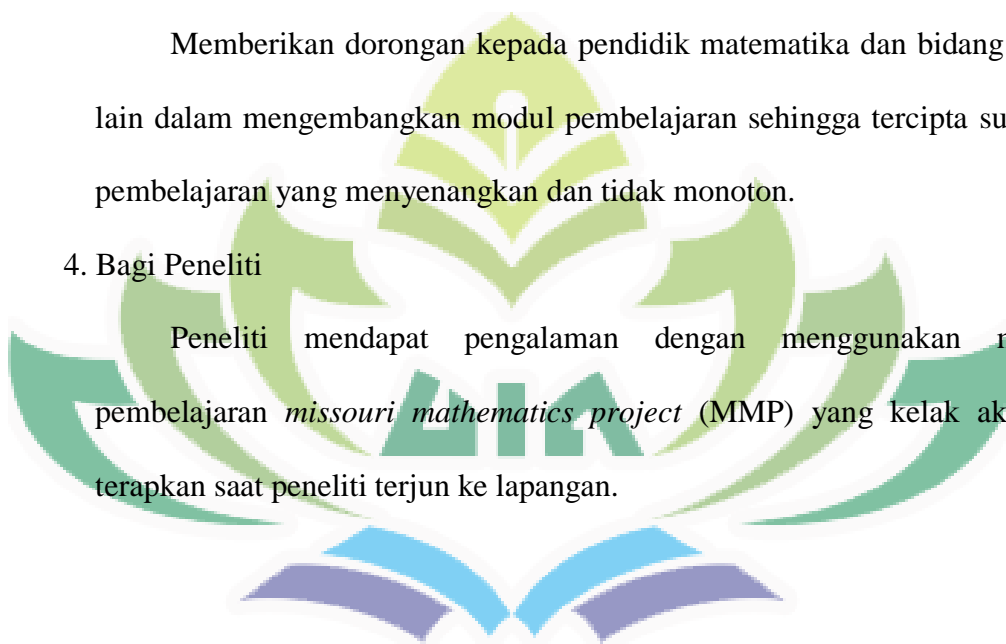 Memberikan dorongan kepada pendidik matematika dan bidang
lain dalam mengembangkan modul pembelajaran sehingga tercipta
pembelajaran yang menyenangkan dan tidak monoton.
4. Bagi Peneliti
Peneliti mendapat pengalaman dengan menggunakan
pembelajaran missouri mathematics project (MMP) yang kelak
terapkan saat peneliti terjun ke lapangan.
UIN